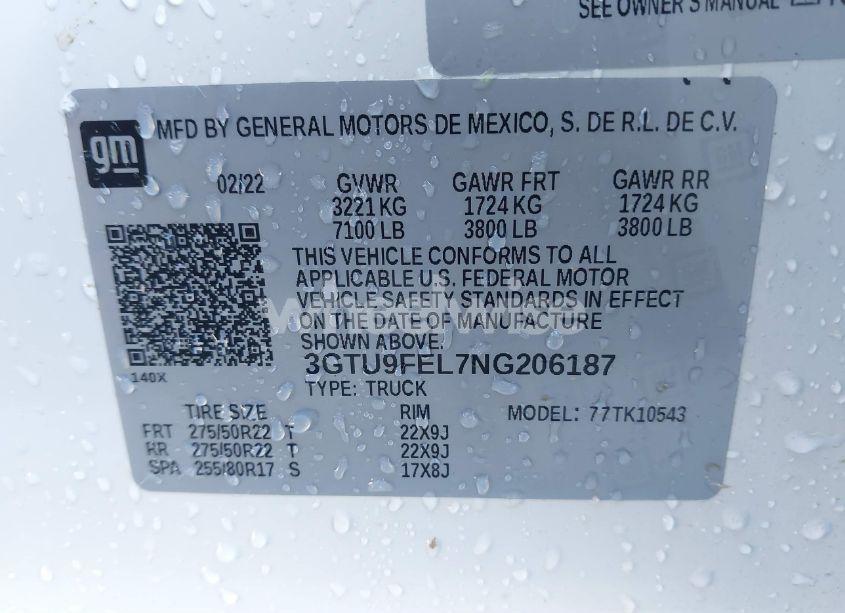 SEE OWNER'S MANUAL
gm
MFD BY GENERAL MOTORS DE MEXICO, S. DE R.L. DE C.V.
02/22 GVWR GAWR FRT GAWR RR
3221 KG 1724 KG 1724 KG
7100 LB 3800 LB 3800 LB
THIS VEHICLE CONFORMS TO ALL
APPLICABLE U.S. FEDERAL MOTOR
VEHICLE SAFETY STANDARDS IN EFFECT
ON THE DATE OF MANUFACTURE
SHOWN ABOVE.
3GTU9FEL7NG206187
140X
TYPE: TRUCK
TIRE SIZE RIM MODEL: 77TK10543
FRT 275/50R22 T 22X9J
RR 275/50R22 T 22X9J
SPA 255/80R17 S 17X8J